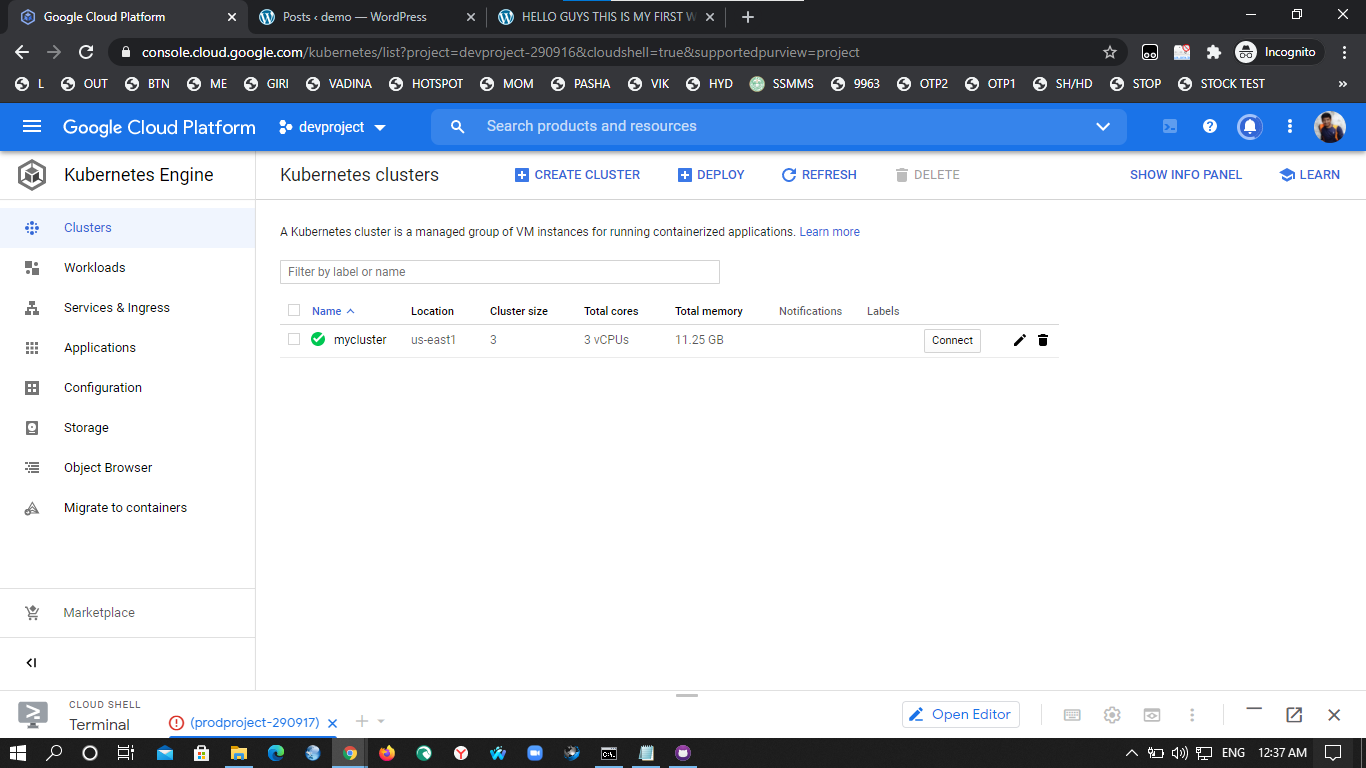 Google Cloud Platform
Posts ‹ demo — WordPress
HELLO GUYS THIS IS MY FIRST W
console.cloud.google.com/kubernetes/list?project=devproject-290916&cloudshell=true&supportedpurview=project
Incognito
L OUT BTN ME GIRI VADINA HOTSPOT MOM PASHA VIK HYD SSMMS 9963 OTP2 OTP1 SH/HD STOP STOCK TEST »
Google Cloud Platform devproject Search products and resources
Kubernetes Engine
Kubernetes clusters CREATE CLUSTER DEPLOY REFRESH DELETE SHOW INFO PANEL LEARN
Clusters
Workloads
Services & Ingress
Applications
Configuration
Storage
Object Browser
Migrate to containers
Marketplace
A Kubernetes cluster is a managed group of VM instances for running containerized applications. Learn more
Filter by label or name
Name Location Cluster size Total cores Total memory Notifications Labels
mycluster us-east1 3 3 vCPUs 11.25 GB Connect
CLOUD SHELL
Terminal (prodproject-290917) Open Editor
ENG 12:37 AM